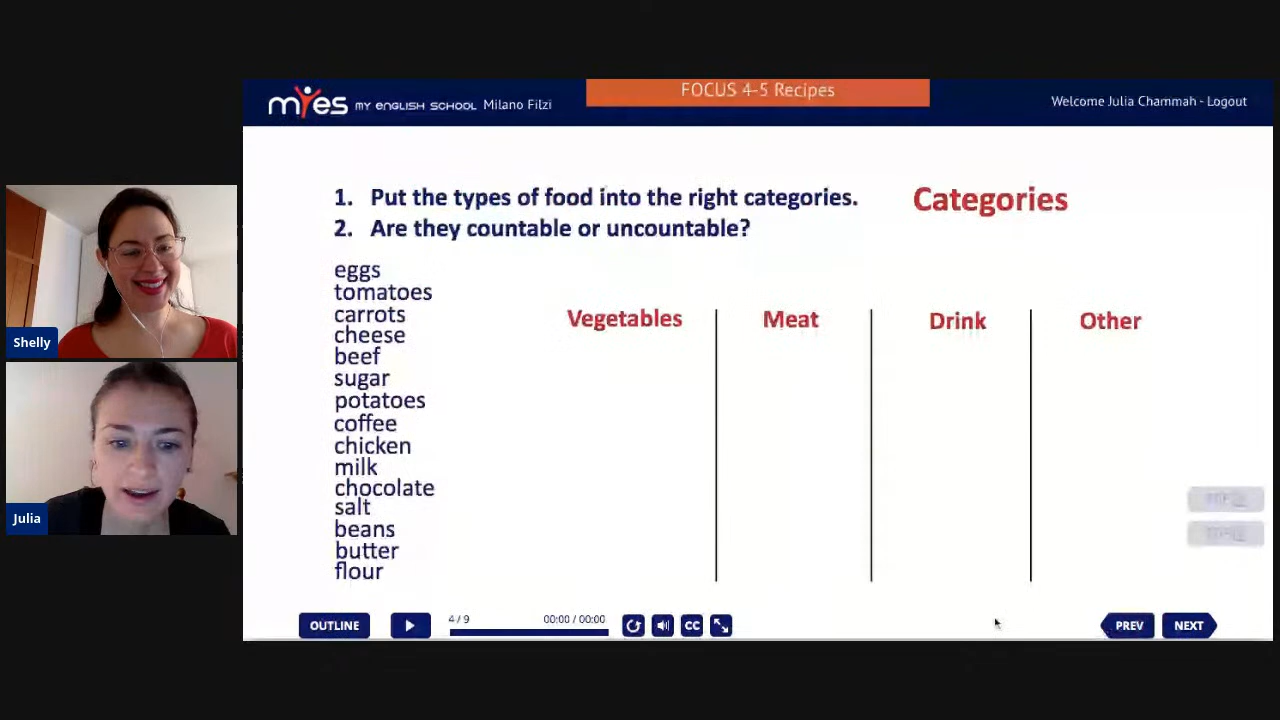 myes MY ENGLISH SCHOOL Milano Filzi
FOCUS 4-5 Recipes
Welcome Julia Chammah - Logout
1. Put the types of food into the right categories.
2. Are they countable or uncountable?
Categories
eggs
tomatoes
carrots
cheese
beef
sugar
potatoes
coffee
chicken
milk
chocolate
salt
beans
butter
flour
Vegetables
Meat
Drink
Other
Shelly
Julia
OUTLINE
4 / 9
00:00 / 00:00
CC
PREV
NEXT